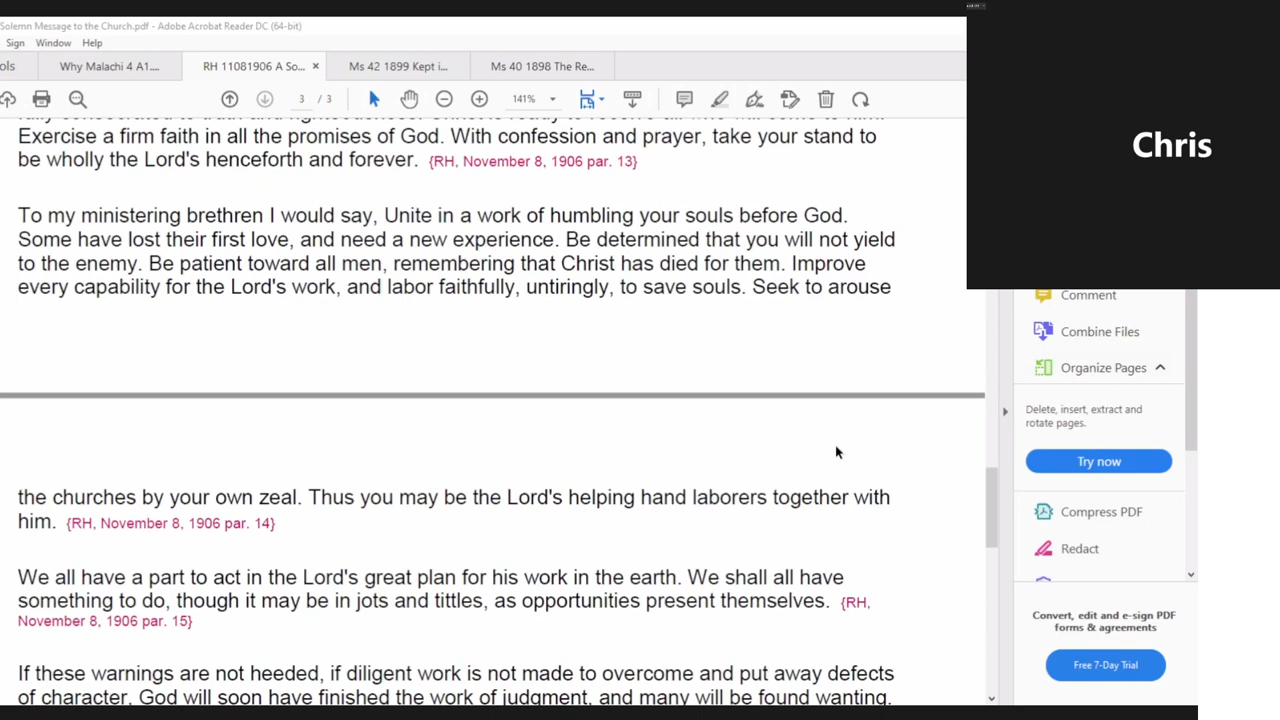 Solemn Message to the Church.pdf - Adobe Acrobat Reader DC (64-bit)
Sign Window Help
ols Why Malachi 4 A1.... RH 11081906 A So... × Ms 42 1899 Kept i... Ms 40 1898 The Re...
3 / 3 141%
Chris
Exercise a firm faith in all the promises of God. With confession and prayer, take your stand to
be wholly the Lord's henceforth and forever. {RH, November 8, 1906 par. 13}
To my ministering brethren I would say, Unite in a work of humbling your souls before God.
Some have lost their first love, and need a new experience. Be determined that you will not yield
to the enemy. Be patient toward all men, remembering that Christ has died for them. Improve
every capability for the Lord's work, and labor faithfully, untiringly, to save souls. Seek to arouse
the churches by your own zeal. Thus you may be the Lord's helping hand laborers together with
him. {RH, November 8, 1906 par. 14}
We all have a part to act in the Lord's great plan for his work in the earth. We shall all have
something to do, though it may be in jots and tittles, as opportunities present themselves. {RH,
November 8, 1906 par. 15}
If these warnings are not heeded, if diligent work is not made to overcome and put away defects
of character, God will soon have finished the work of judgment, and many will be found wanting.
Comment
Combine Files
Organize Pages
Delete, insert, extract and
rotate pages.
Try now
Compress PDF
Redact
Convert, edit and e-sign PDF
forms & agreements
Free 7-Day Trial